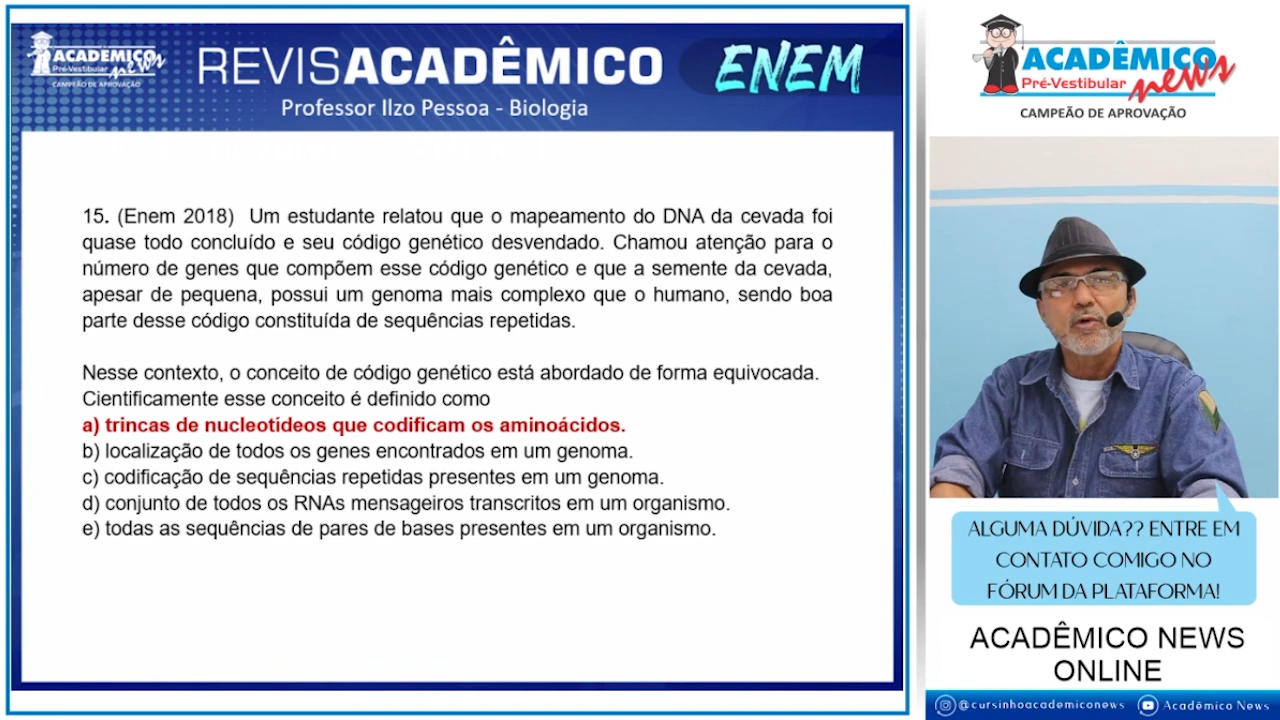 ACADÊMICO
Pré-Vestibular news
CAMPEÃO DE APROVAÇÃO
REVISACADÊMICO
ENEM
Professor Ilzo Pessoa - Biologia
15. (Enem 2018) Um estudante relatou que o mapeamento do DNA da cevada foi
quase todo concluído e seu código genético desvendado. Chamou atenção para o
número de genes que compõem esse código genético e que a semente da cevada,
apesar de pequena, possui um genoma mais complexo que o humano, sendo boa
parte desse código constituída de sequências repetidas.
Nesse contexto, o conceito de código genético está abordado de forma equivocada.
Cientificamente esse conceito é definido como
a) trincas de nucleotídeos que codificam os aminoácidos.
b) localização de todos os genes encontrados em um genoma.
c) codificação de sequências repetidas presentes em um genoma.
d) conjunto de todos os RNAs mensageiros transcritos em um organismo.
e) todas as sequências de pares de bases presentes em um organismo.
ACADÊMICO
Pré-Vestibular news
CAMPEÃO DE APROVAÇÃO
ALGUMA DÚVIDA?? ENTRE EM
CONTATO COMIGO NO
FÓRUM DA PLATAFORMA!
ACADÊMICO NEWS
ONLINE
@cursinhoacademiconews Acadêmico News